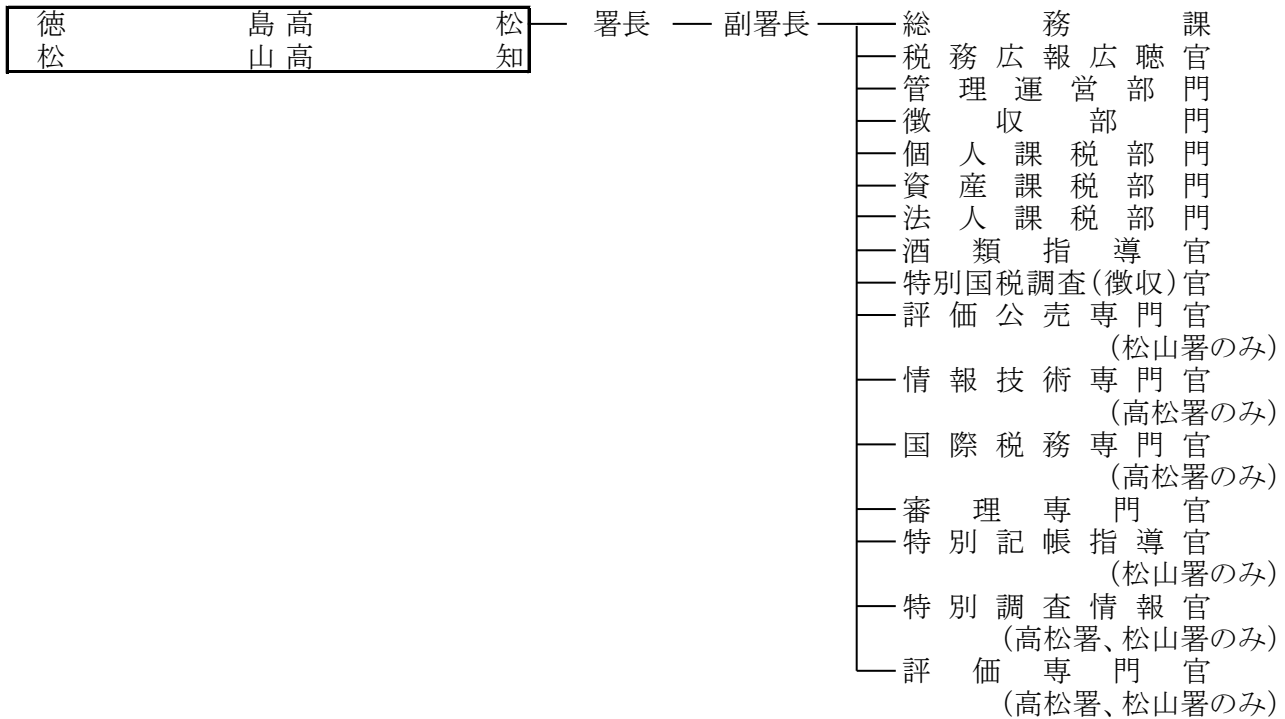 徳島高松 署長 副署長 総務課
松山高知 税務広報広聴官
管理運営部門
徴収部門
個人課税部門
資産課税部門
法人課税部門
酒類指導官
特別国税調査(徴収)官
評価公売専門官
(松山署のみ)
情報技術専門官
(高松署のみ)
国際税務専門官
(高松署のみ)
審理専門官
特別記帳指導官
(松山署のみ)
特別調査情報官
(高松署、松山署のみ)
評価専門官
(高松署、松山署のみ)